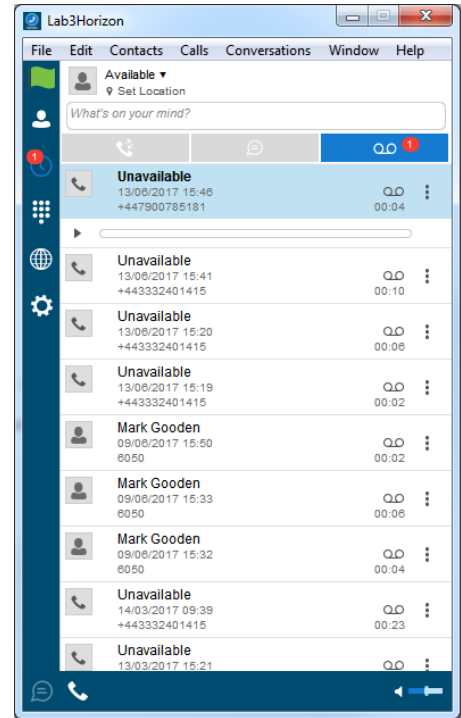 Lab3Horizon
File Edit Contacts Calls Conversations Window Help
Available
Set Location
What's on your mind?
1
1
Unavailable
13/06/2017 15:46
+447900785181 00:04
Unavailable
13/06/2017 15:41
+443332401415 00:10
Unavailable
13/06/2017 15:20
+443332401415 00:06
Unavailable
13/06/2017 15:19
+443332401415 00:02
Mark Gooden
09/06/2017 15:50
6050 00:02
Mark Gooden
09/06/2017 15:33
6050 00:06
Mark Gooden
09/06/2017 15:32
6050 00:04
Unavailable
14/03/2017 09:39
+443332401415 00:23
Unavailable
13/03/2017 15:21